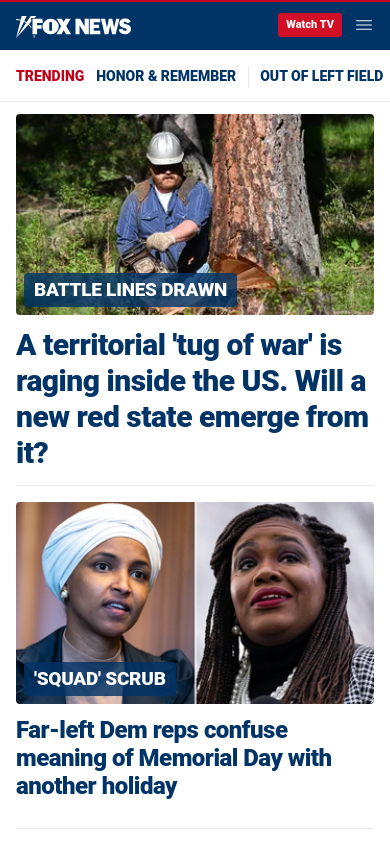 FOX NEWS
Watch TV
TRENDING HONOR & REMEMBER OUT OF LEFT FIELD
BATTLE LINES DRAWN
A territorial 'tug of war' is
raging inside the US. Will a
new red state emerge from
it?
'SQUAD' SCRUB
Far-left Dem reps confuse
meaning of Memorial Day with
another holiday